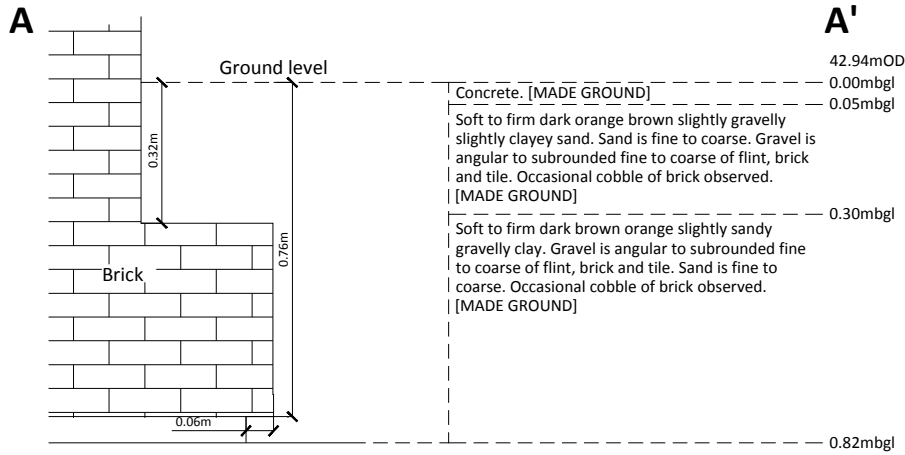 A
A'
42.94mOD
Ground level
0.00mbgl
Concrete. [MADE GROUND]
0.05mbgl
Soft to firm dark orange brown slightly gravelly
slightly clayey sand. Sand is fine to coarse. Gravel is
angular to subrounded fine to coarse of flint, brick
and tile. Occasional cobble of brick observed.
[MADE GROUND]
0.32m
0.30mbgl
Soft to firm dark brown orange slightly sandy
gravelly clay. Gravel is angular to subrounded fine
to coarse of flint, brick and tile. Sand is fine to
coarse. Occasional cobble of brick observed.
[MADE GROUND]
0.76m
Brick
0.06m
0.82mbgl